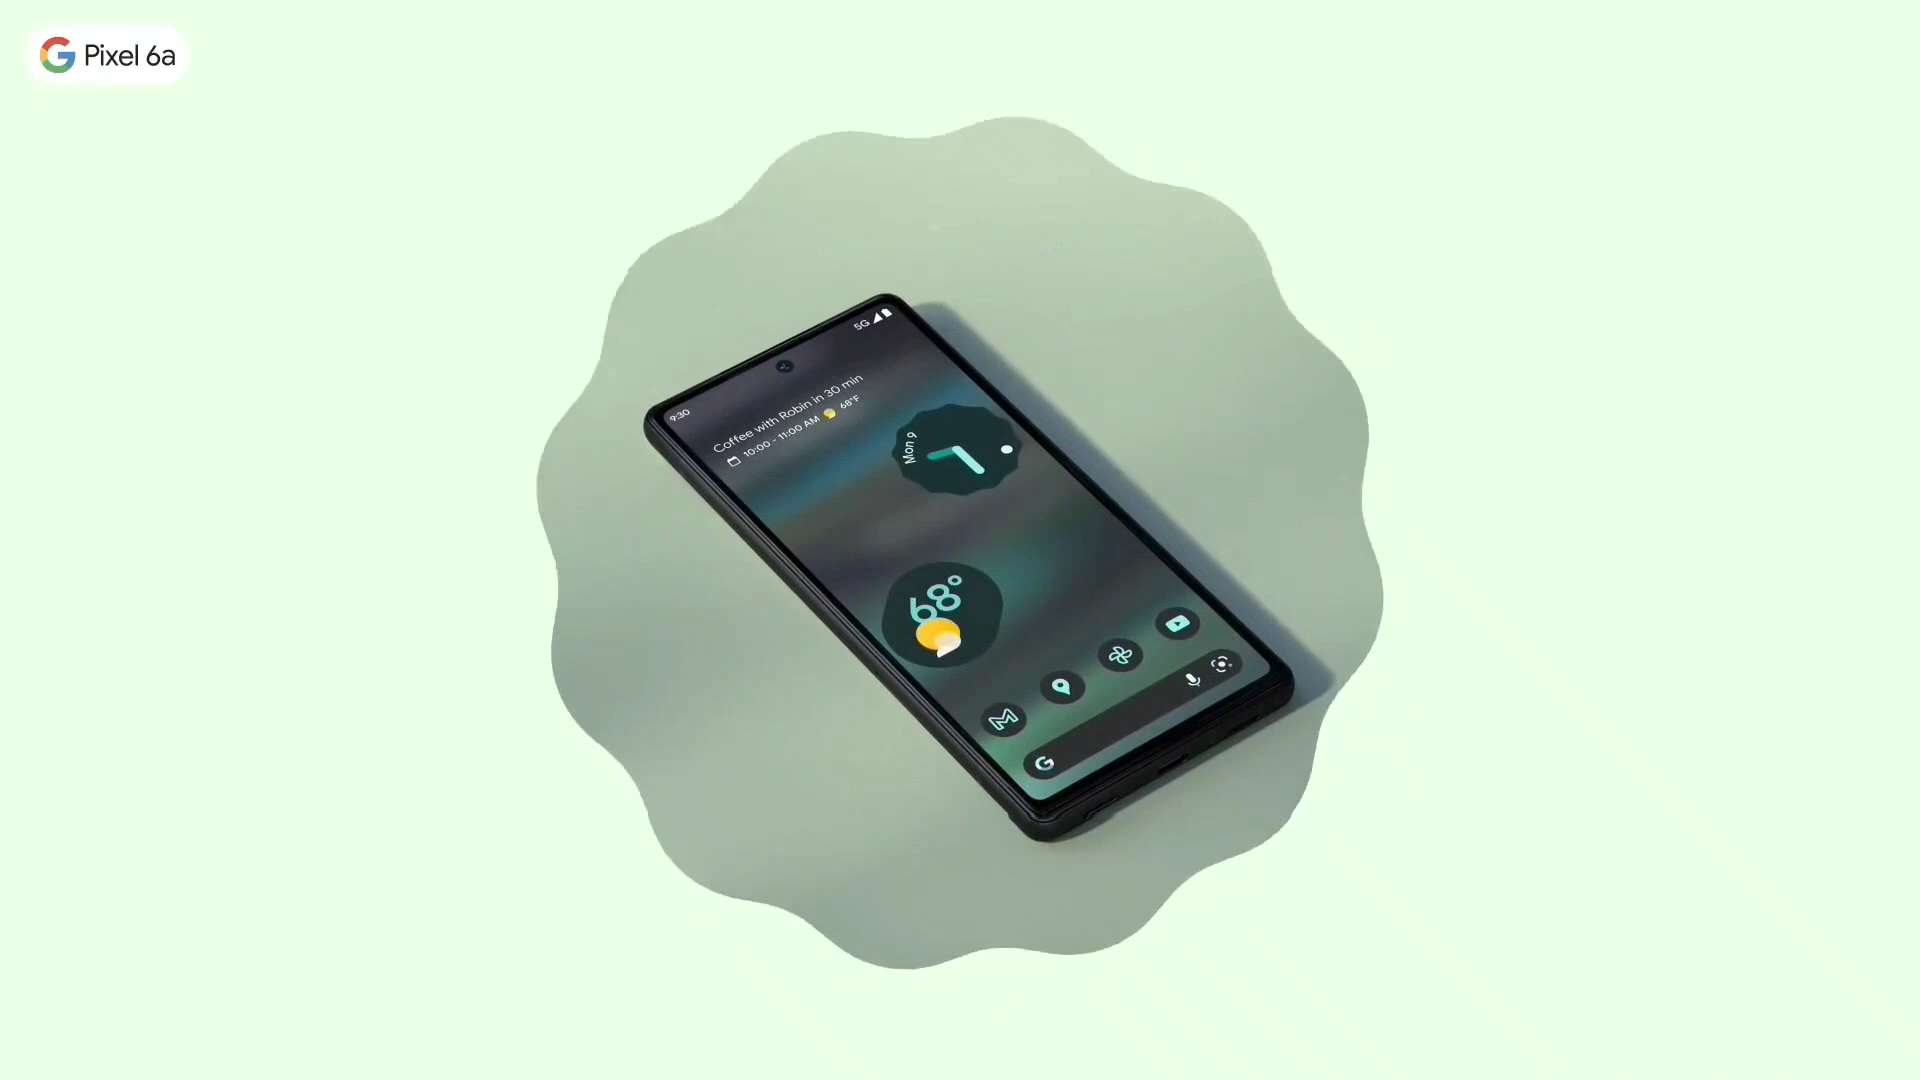 Pixel 6a
9:30
5G
Coffee with Robin in 30 min
10:00 - 11:00 AM 68°F
Mon 9
68°